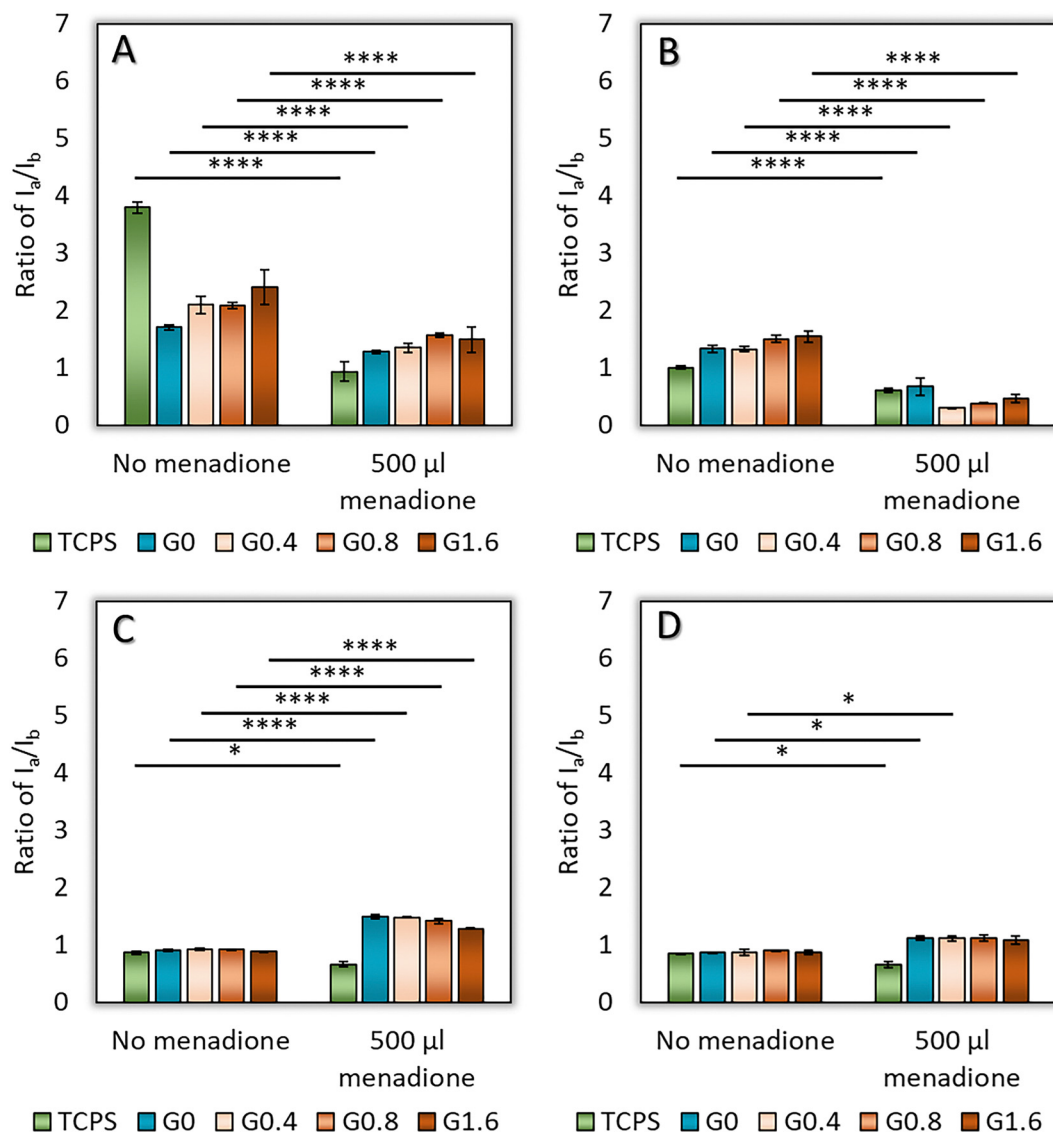 A
Ratio of Ia/Ib
7
6
5
4
3
2
1
0
****
****
****
****
****
No menadione
500 µl
menadione
TCPS G0 G0.4 G0.8 G1.6
B
Ratio of Ia/Ib
7
6
5
4
3
2
1
0
****
****
****
****
****
No menadione
500 µl
menadione
TCPS G0 G0.4 G0.8 G1.6
C
Ratio of Ia/Ib
7
6
5
4
3
2
1
0
****
****
****
****
*
No menadione
500 µl
menadione
TCPS G0 G0.4 G0.8 G1.6
D
Ratio of Ia/Ib
7
6
5
4
3
2
1
0
*
*
*
No menadione
500 µl
menadione
TCPS G0 G0.4 G0.8 G1.6